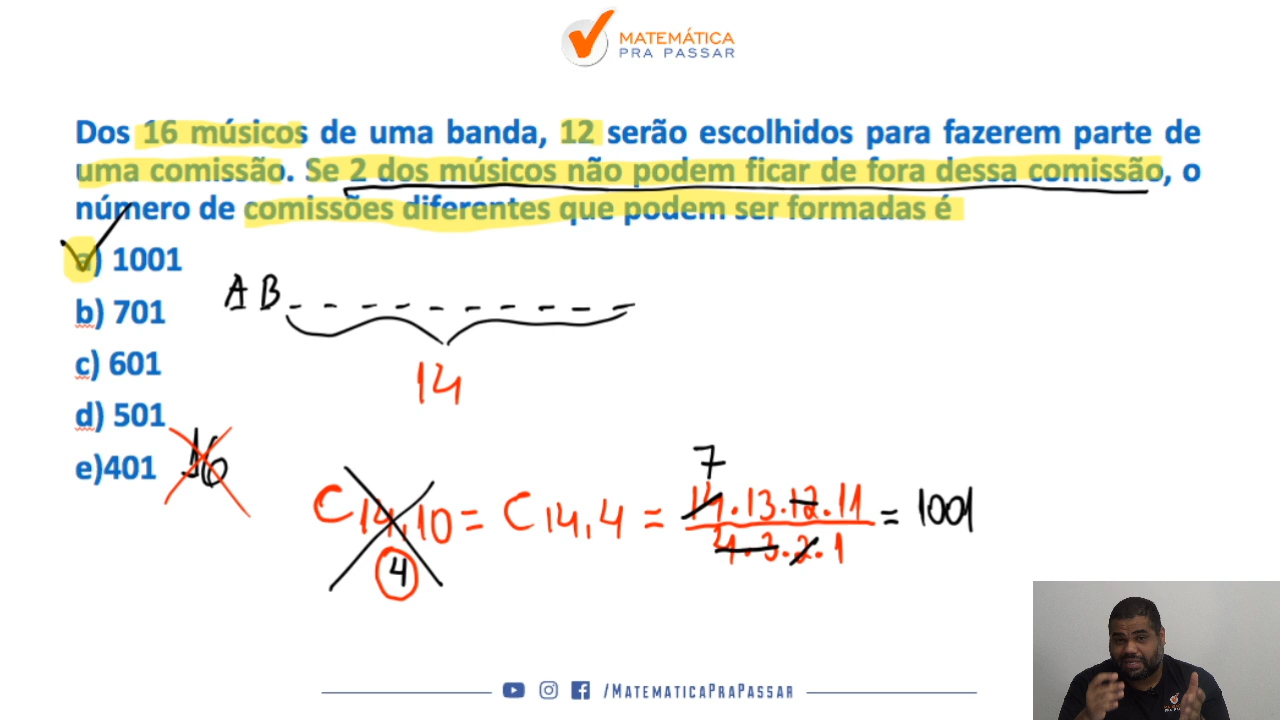 MATEMÁTICA
PRA PASSAR
Dos 16 músicos de uma banda, 12 serão escolhidos para fazerem parte de
uma comissão. Se 2 dos músicos não podem ficar de fora dessa comissão, o
número de comissões diferentes que podem ser formadas é
a) 1001
b) 701
c) 601
d) 501
e)401
A B _ _ _ _ _ _ _ _ _ _
14
16
7
C14,10 = C14,4 = 14.13.12.11 = 1001
4.3.2.1
4
/MATEMATICAPRAPASSAR